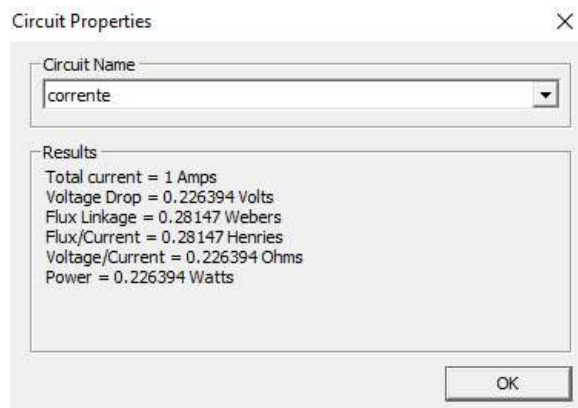 Circuit Properties
Circuit Name
corrente
Results
Total current = 1 Amps
Voltage Drop = 0.226394 Volts
Flux Linkage = 0.28147 Webers
Flux/Current = 0.28147 Henries
Voltage/Current = 0.226394 Ohms
Power = 0.226394 Watts
OK